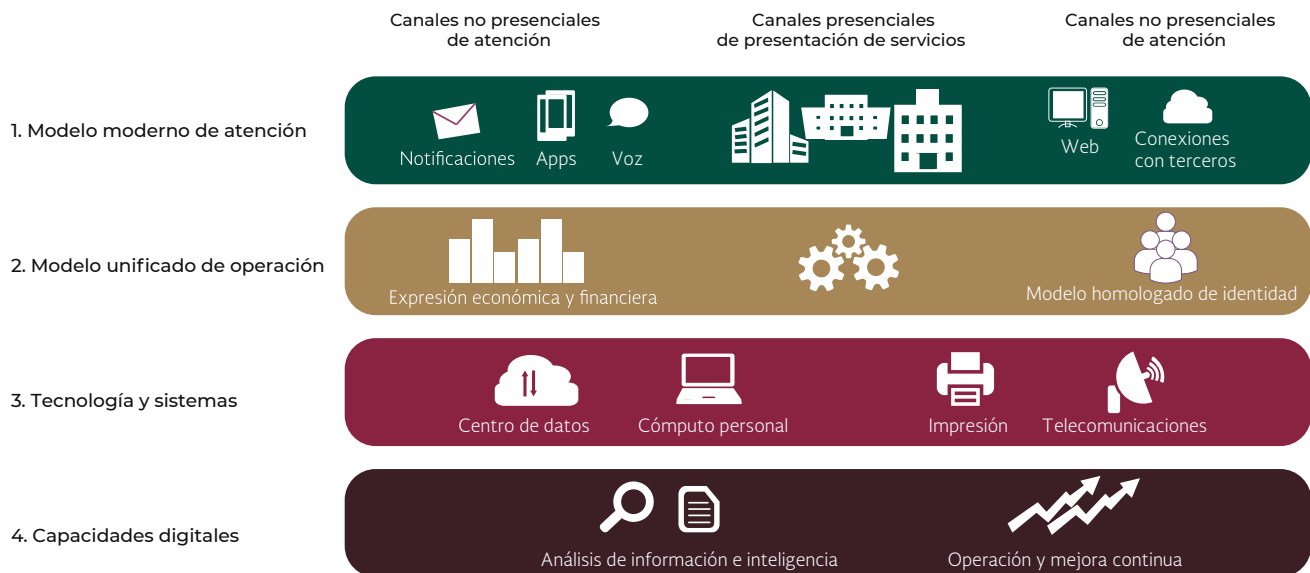 Canales no presenciales
de atención
Canales presenciales
de presentación de servicios
Canales no presenciales
de atención
1. Modelo moderno de atención
Notificaciones
Apps
Voz
Web
Conexiones
con terceros
2. Modelo unificado de operación
Expresión económica y financiera
Modelo homologado de identidad
3. Tecnología y sistemas
Centro de datos
Cómputo personal
Impresión
Telecomunicaciones
4. Capacidades digitales
Análisis de información e inteligencia
Operación y mejora continua